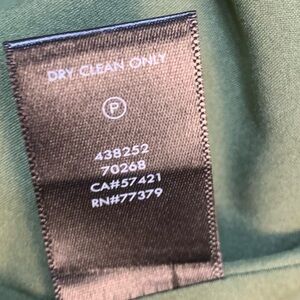 DRY CLEAN ONLY
P
438252
70268
CA#57421
RN#77379